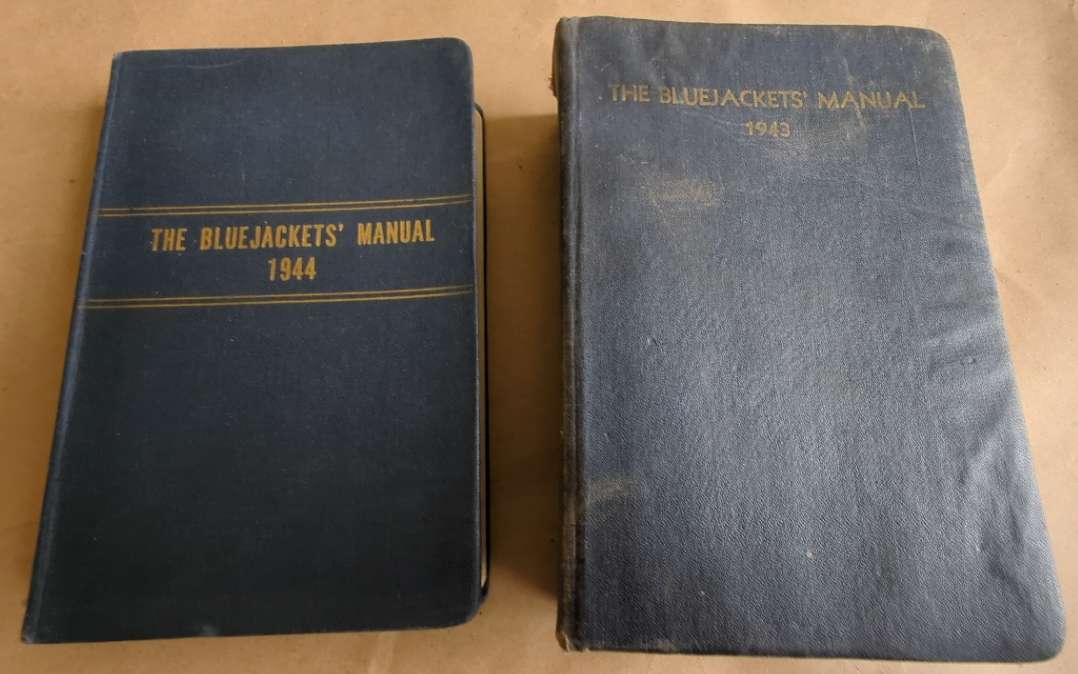 THE BLUEJACKETS' MANUAL
1944
THE BLUEJACKETS' MANUAL
1943